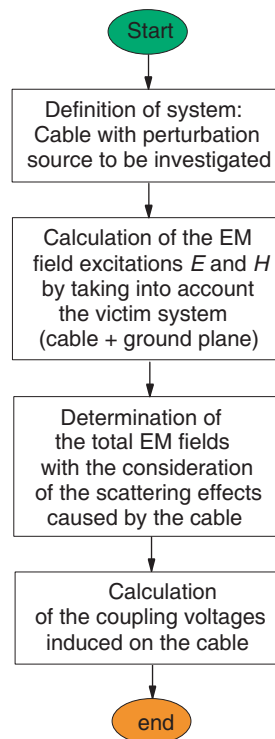 Start
Definition of system:
Cable with perturbation
source to be investigated
Calculation of the EM
field excitations E and H
by taking into account
the victim system
(cable + ground plane)
Determination of
the total EM fields
with the consideration
of the scattering effects
caused by the cable
Calculation
of the coupling voltages
induced on the cable
end